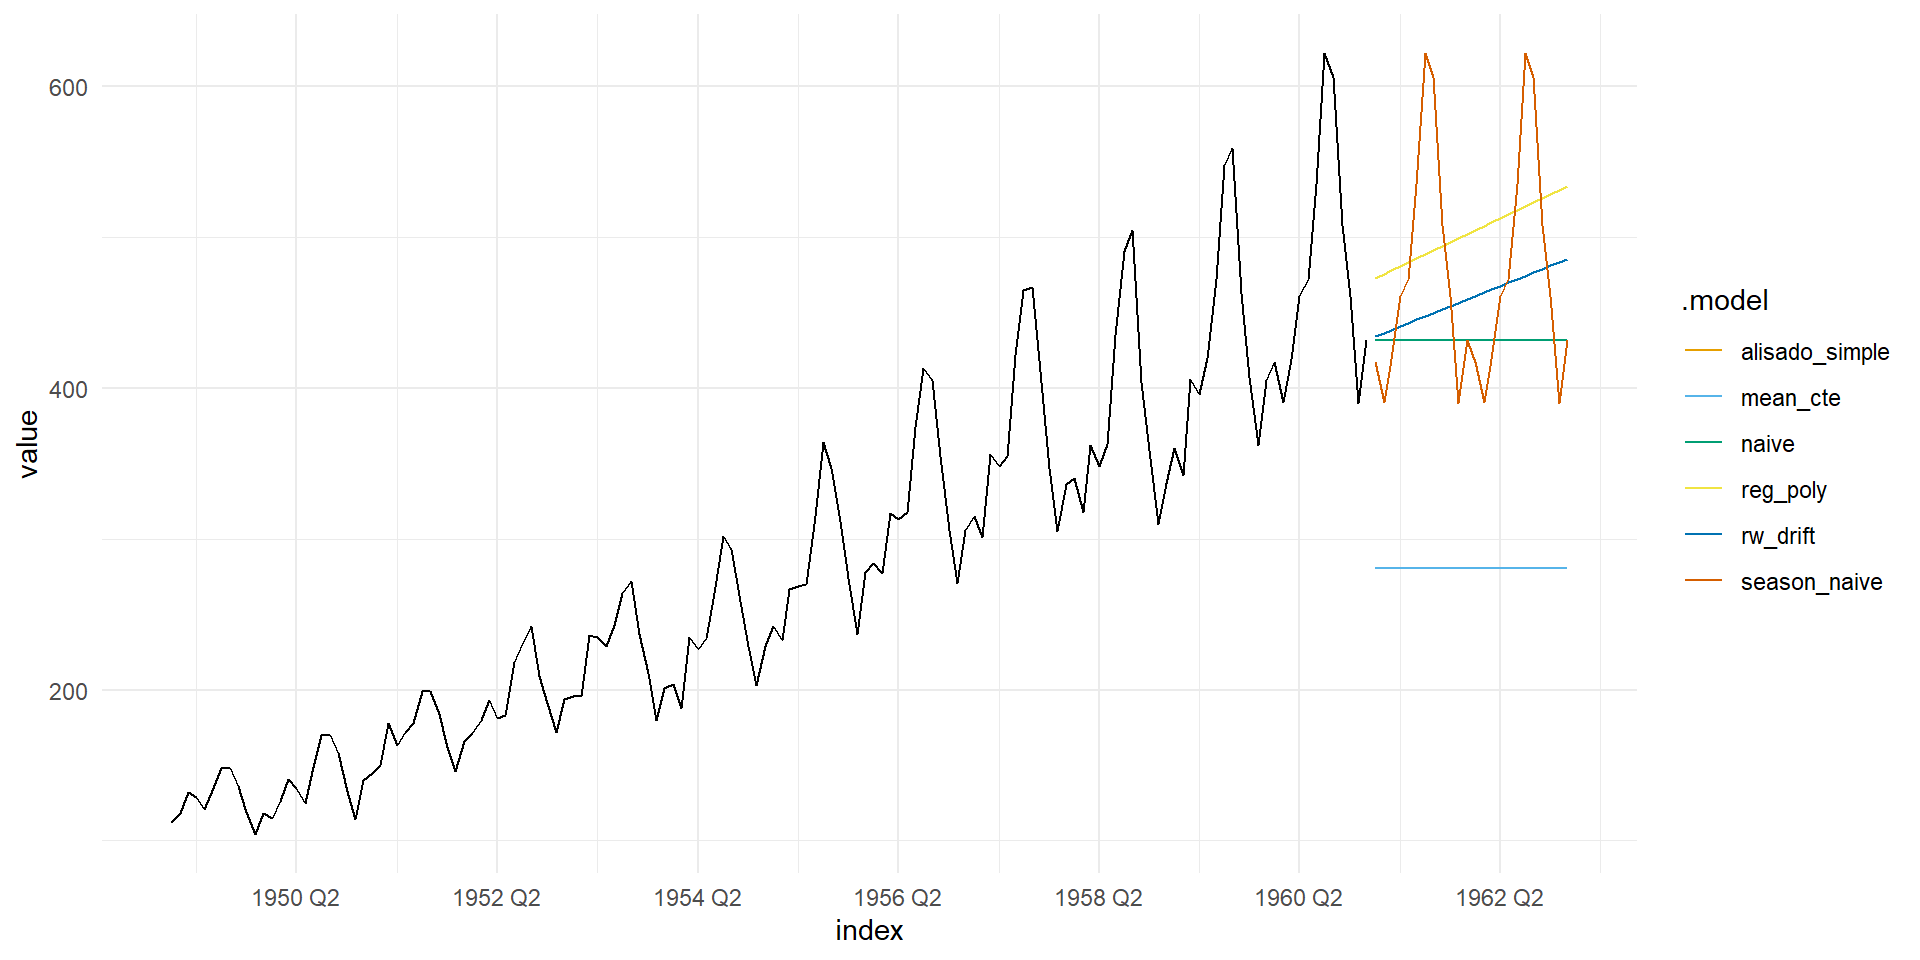 600
400
200
value
1950 Q2
1952 Q2
1954 Q2
1956 Q2
1958 Q2
1960 Q2
1962 Q2
index
.model
alisado_simple
mean_cte
naive
reg_poly
rw_drift
season_naive